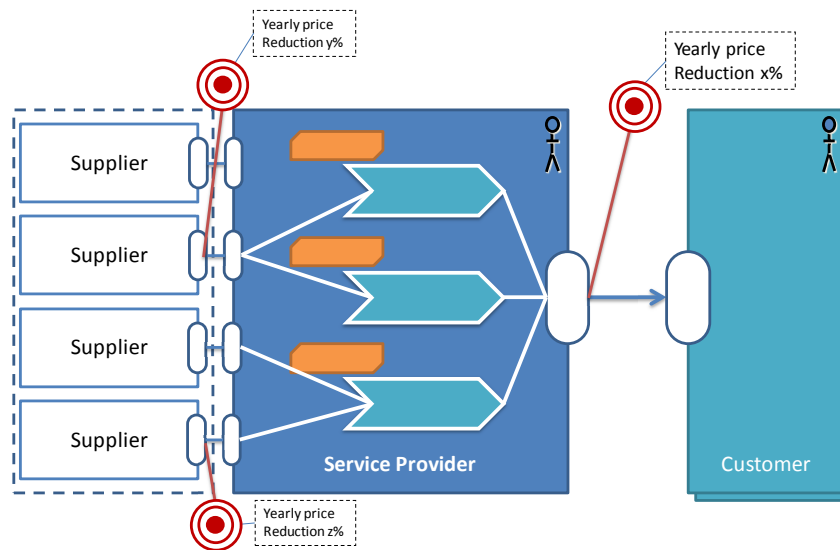 Yearly price
Reduction y%
Yearly price
Reduction x%
Supplier
Supplier
Supplier
Supplier
Service Provider
Customer
Yearly price
Reduction z%